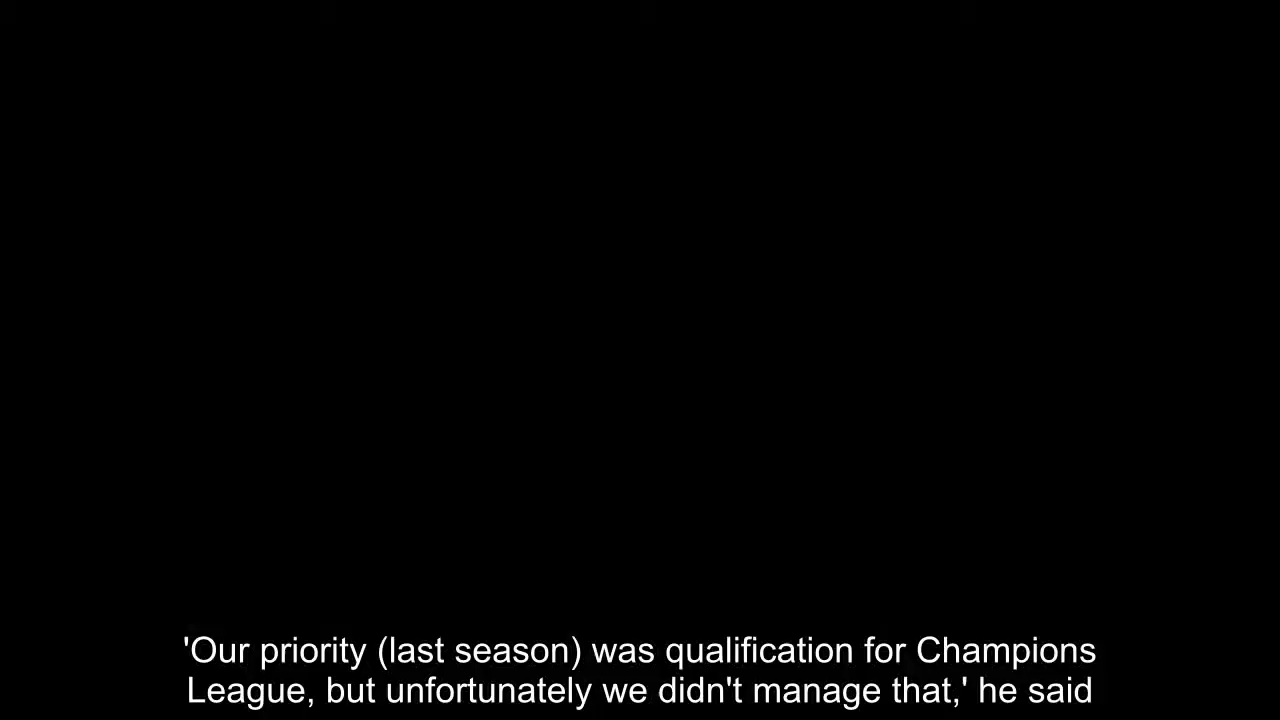 'Our priority (last season) was qualification for Champions
League, but unfortunately we didn't manage that,' he said